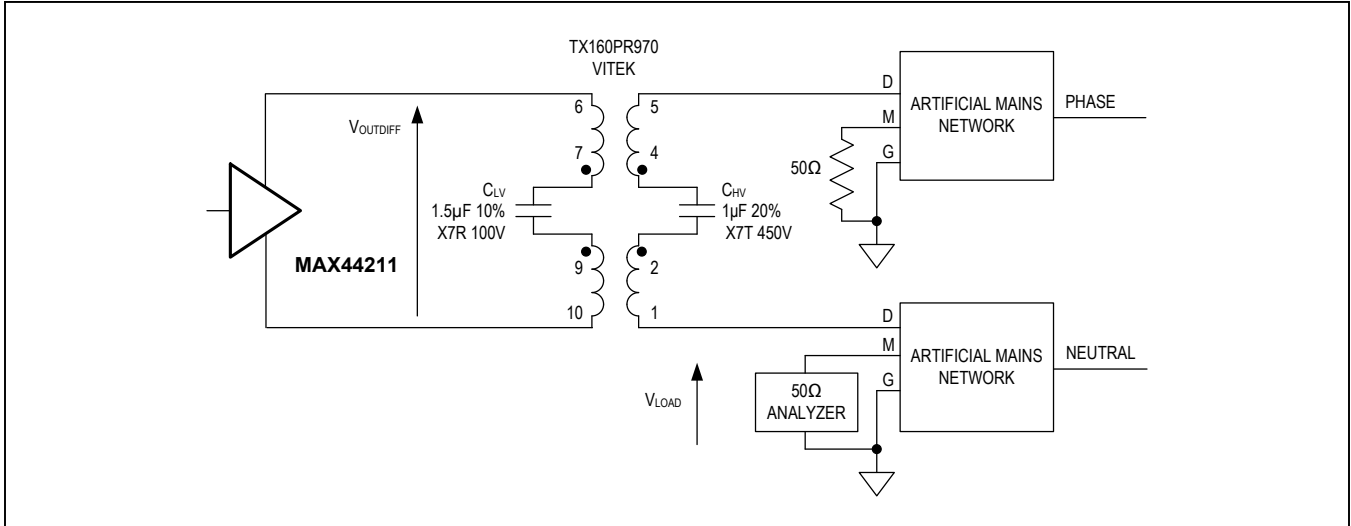 TX160PR970
VITEK
VOUTDIFF
6
7
9
10
5
4
2
1
CLV
1.5µF 10%
X7R 100V
CHV
1µF 20%
X7T 450V
MAX44211
D
M
G
50Ω
ARTIFICIAL MAINS
NETWORK
PHASE
D
M
G
VLOAD
50Ω
ANALYZER
ARTIFICIAL MAINS
NETWORK
NEUTRAL